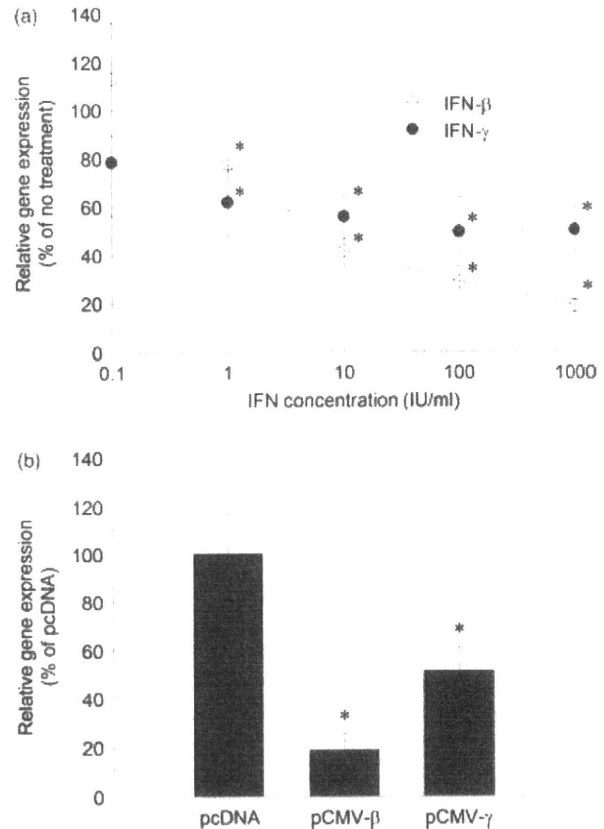 (a)
140
120
100
80
60
40
20
0
Relative gene expression
(% of no treatment)
IFN-β
IFN-γ
*
*
*
*
*
*
*
*
0.1 1 10 100 1000
IFN concentration (IU/ml)
(b)
140
120
100
80
60
40
20
0
Relative gene expression
(% of pcDNA)
*
*
pcDNA pCMV-β pCMV-γ